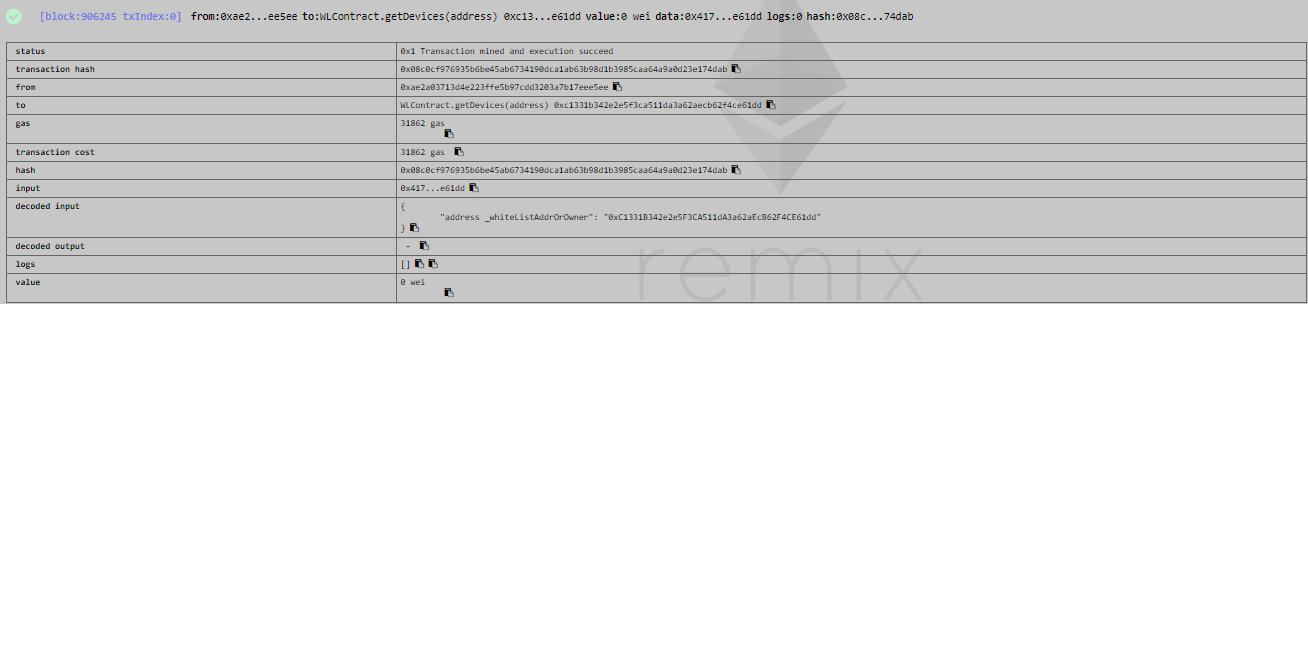 [block:906245 txIndex:0] from:0xae2...ee5ee to:WLContract.getDevices(address) 0xc13...e61dd value:0 wei data:0x417...e61dd logs:0 hash:0x08c...74dab
status 0x1 Transaction mined and execution succeed
transaction hash 0x08c0cf976935b6be45ab6734190dca1ab63b98d1b3985caa64a9a0d23e174dab
from 0xae2a03713d4e223ffe5b97cdd3203a7b17eee5ee
to WLContract.getDevices(address) 0xc1331b342e2e5f3ca511da3a62aecb62f4ce61dd
gas 31862 gas
transaction cost 31862 gas
hash 0x08c0cf976935b6be45ab6734190dca1ab63b98d1b3985caa64a9a0d23e174dab
input 0x417...e61dd
decoded input {
"address _whiteListAddrOrOwner": "0xC1331B342e2e5F3CA511dA3a62aEcB62F4CE61dd"
}
decoded output -
logs []
value 0 wei
remix